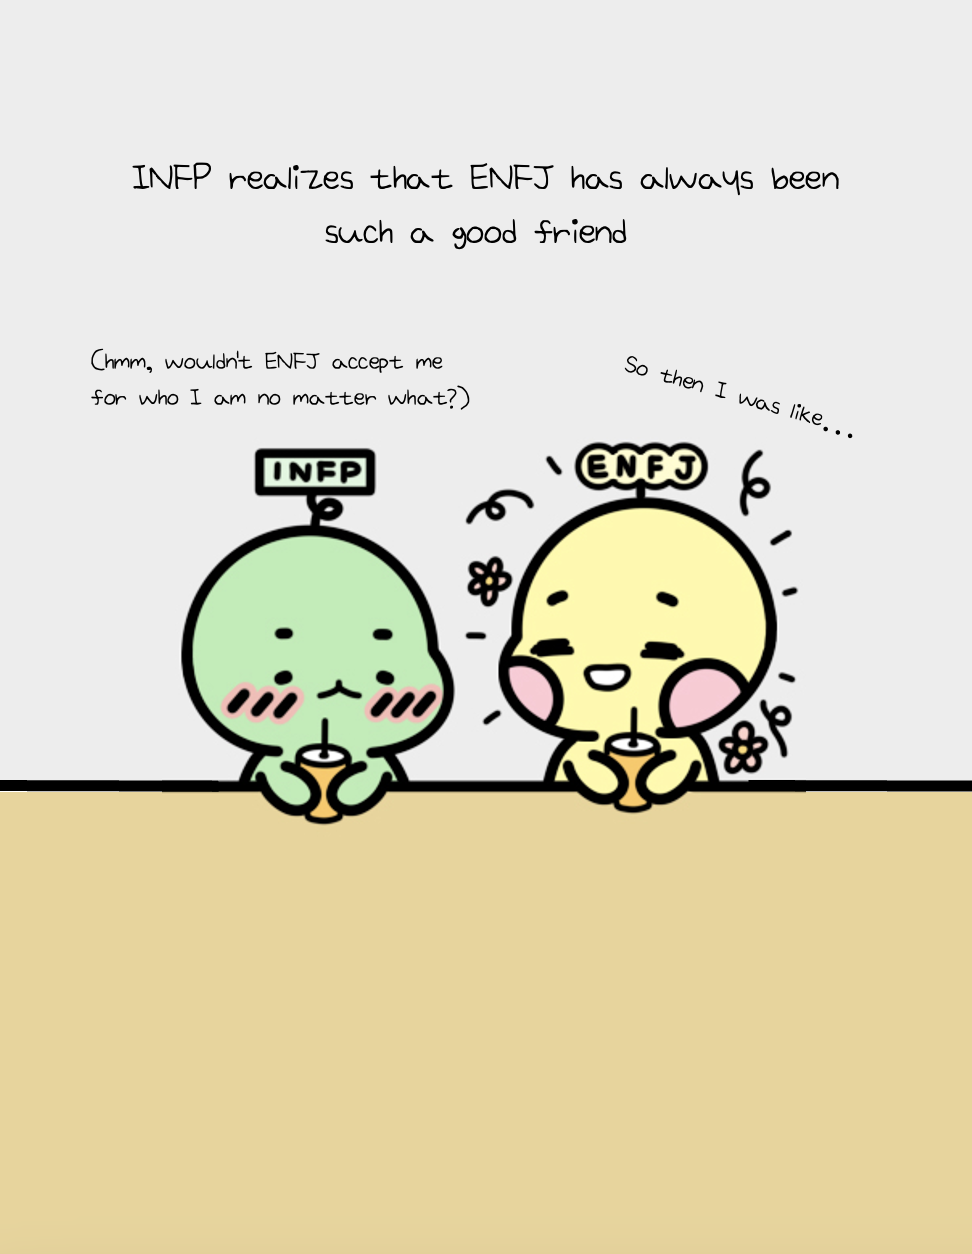 INFP realizes that ENFJ has always been
such a good friend
(hmm, wouldn't ENFJ accept me
for who I am no matter what?)
So then I was like...
INFP
ENFJ